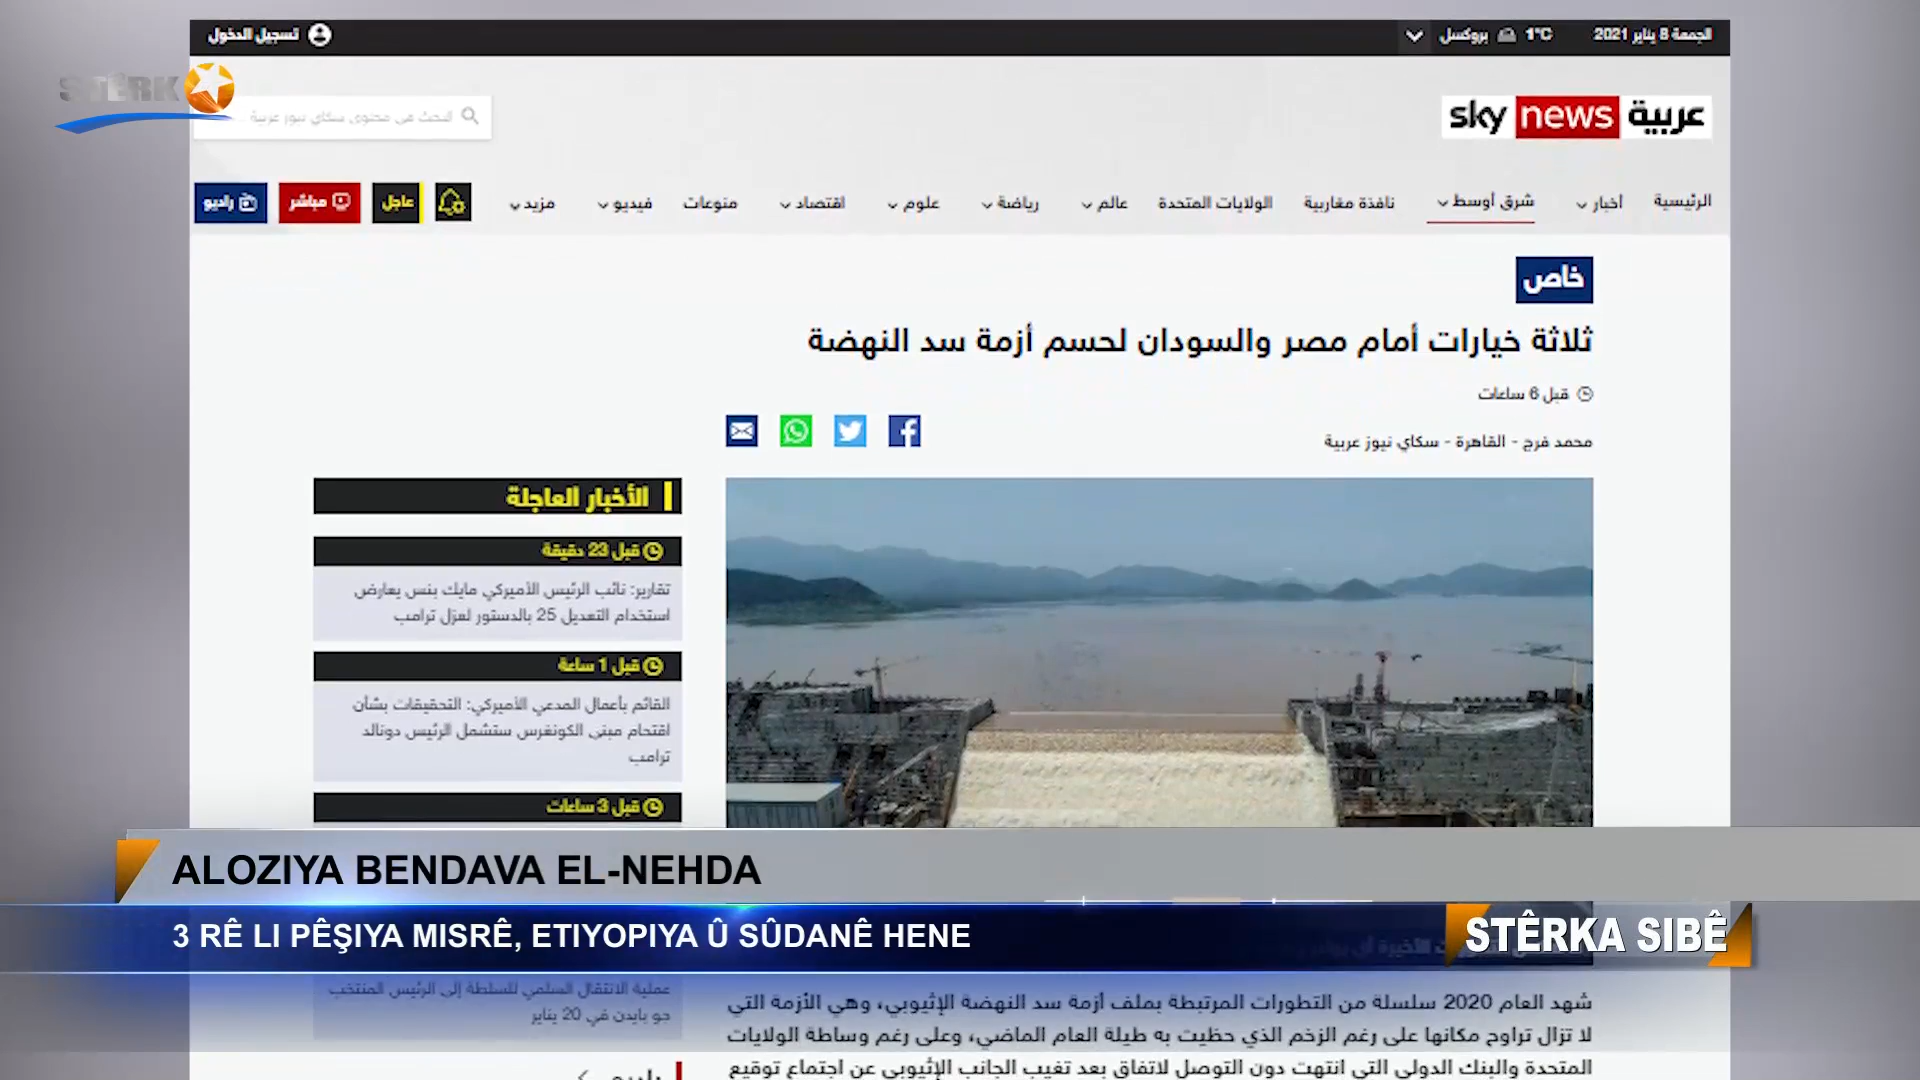 الجمعة 8 يناير 2021
1°C بروكسل
تسجيل الدخول
STÊRK
البحث في محتوى سكاي نيوز عربية ...
sky news عربية
الرئيسية
أخبار
شرق أوسط
نافذة مغاربية
الولايات المتحدة
عالم
رياضة
علوم
اقتصاد
منوعات
فيديو
مزيد
عاجل
مباشر
راديو
خاص
ثلاثة خيارات أمام مصر والسودان لحسم أزمة سد النهضة
قبل 6 ساعات
محمد فرج - القاهرة - سكاي نيوز عربية
الأخبار العاجلة
قبل 23 دقيقة
تقارير: نائب الرئيس الأميركي مايك بنس يعارض
استخدام التعديل 25 بالدستور لعزل ترامب
قبل 1 ساعة
القائم بأعمال المدعي الأميركي: التحقيقات بشأن
اقتحام مبنى الكونغرس ستشمل الرئيس دونالد
ترامب
قبل 3 ساعات
ALOZIYA BENDAVA EL-NEHDA
3 RÊ LI PÊŞIYA MISRÊ, ETIYOPIYA Û SÛDANÊ HENE
STÊRKA SIBÊ
عملية الانتقال السلمي للسلطة إلى الرئيس المنتخب
جو بايدن في 20 يناير
شهد العام 2020 سلسلة من التطورات المرتبطة بملف أزمة سد النهضة الإثيوبي، وهي الأزمة التي
لا تزال تراوح مكانها على رغم الزخم الذي حظيت به طيلة العام الماضي، وعلى رغم وساطة الولايات
المتحدة والبنك الدولي التي انتهت دون التوصل لاتفاق بعد تغيب الجانب الإثيوبي عن اجتماع توقيع